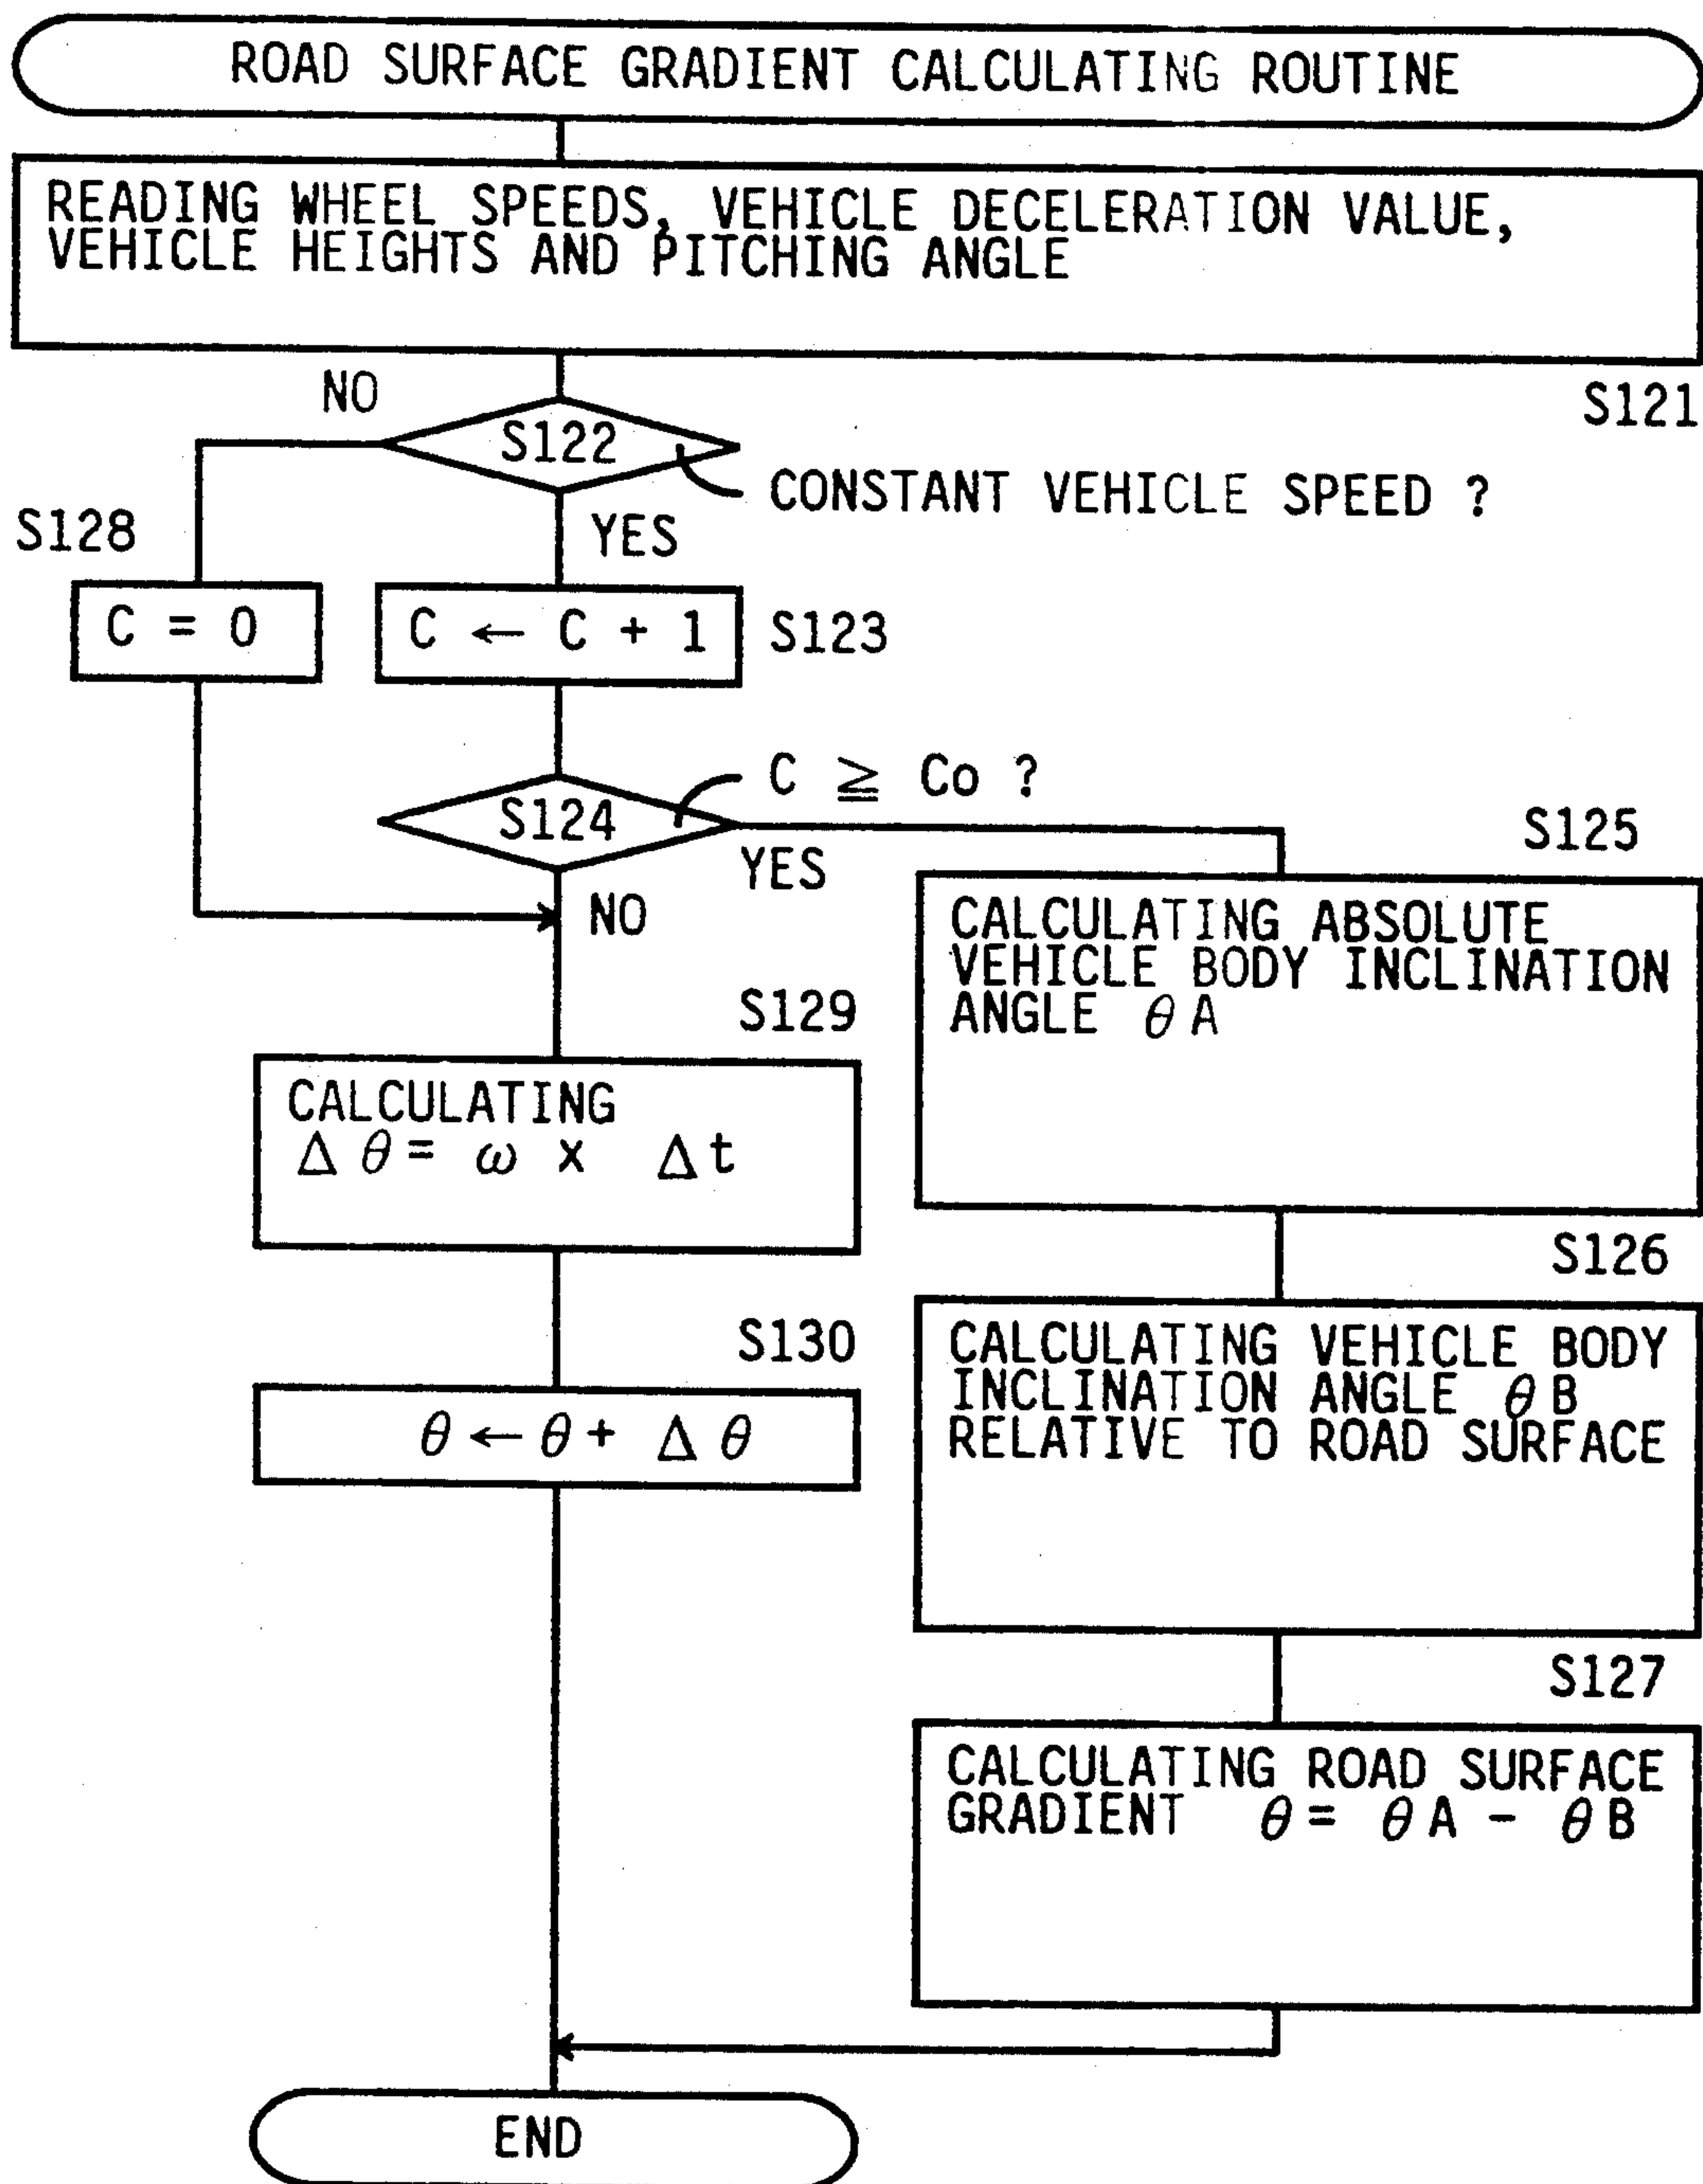 ROAD SURFACE GRADIENT CALCULATING ROUTINE
READING WHEEL SPEEDS, VEHICLE DECELERATION VALUE,
VEHICLE HEIGHTS AND PITCHING ANGLE
S121
NO
S122
CONSTANT VEHICLE SPEED ?
YES
S128
C = 0
C ← C + 1
S123
C ≧ Co ?
S124
YES
NO
S125
CALCULATING ABSOLUTE
VEHICLE BODY INCLINATION
ANGLE θA
S129
CALCULATING
Δθ = ω x Δt
S126
CALCULATING VEHICLE BODY
INCLINATION ANGLE θB
RELATIVE TO ROAD SURFACE
S130
θ ← θ + Δθ
S127
CALCULATING ROAD SURFACE
GRADIENT θ = θA - θB
END